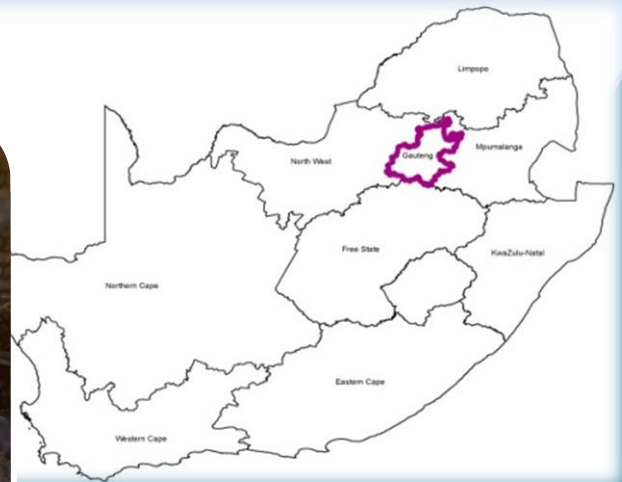 Limpopo
Gauteng
Mpumalanga
North West
Free State
KwaZulu-Natal
Northern Cape
Eastern Cape
Western Cape